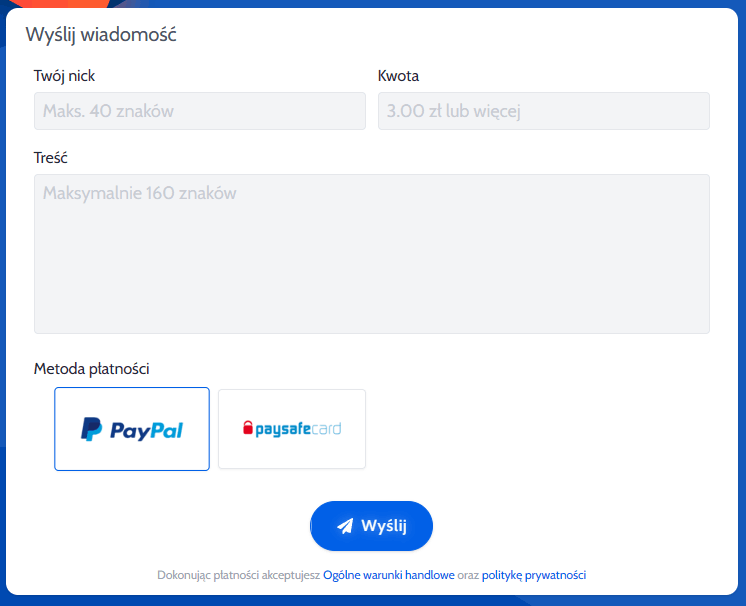 Wyślij wiadomość
Twój nick
Kwota
Maks. 40 znaków
3.00 zł lub więcej
Treść
Maksymalnie 160 znaków
Metoda płatności
PayPal
paysafecard
Wyślij
Dokonując płatności akceptujesz Ogólne warunki handlowe oraz politykę prywatności